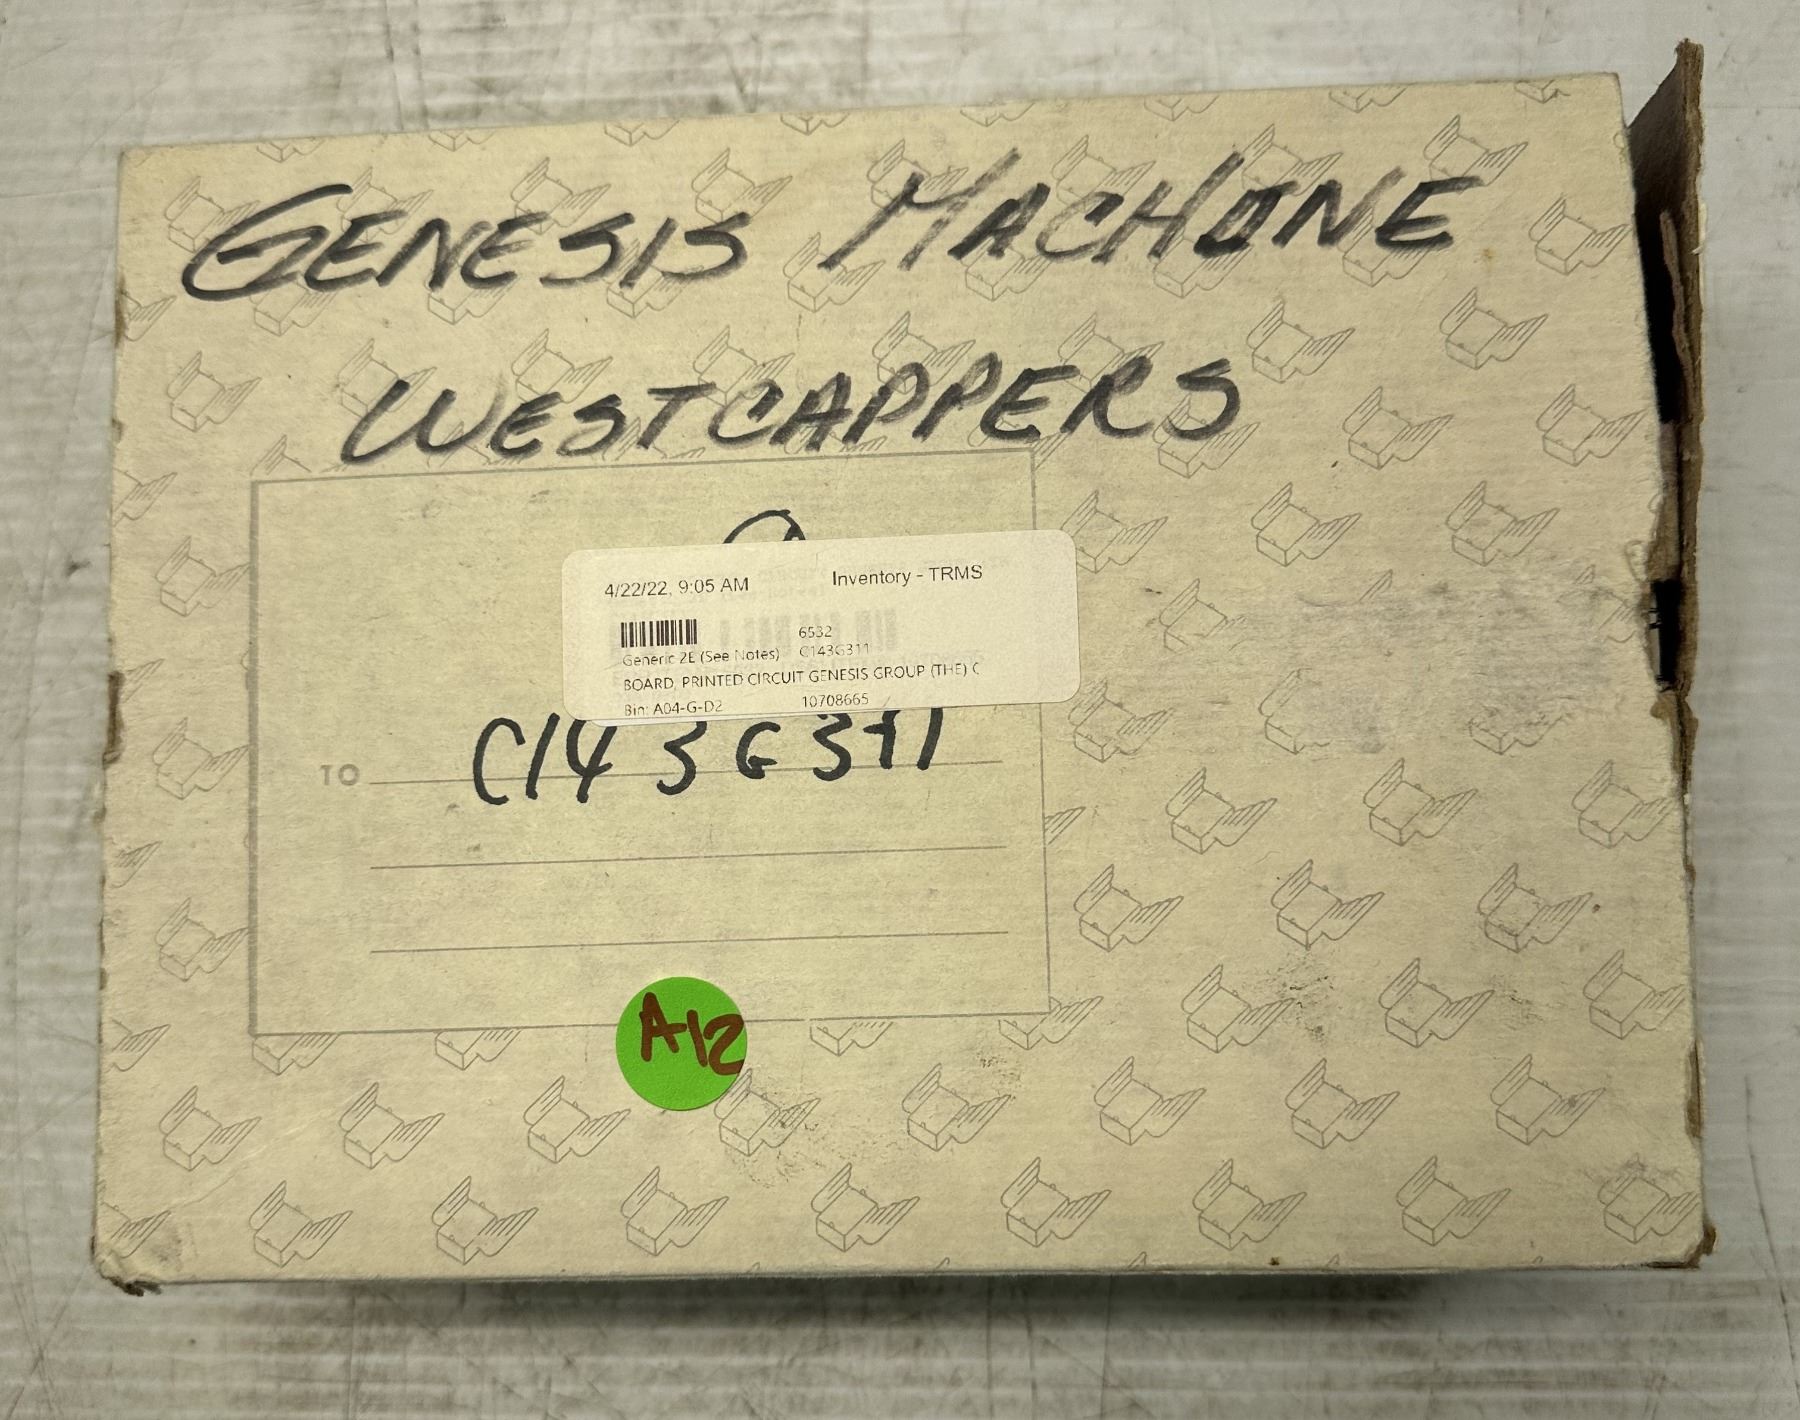 GENESIS MACHINE
WESTCAPPERS
4/22/22, 9:05 AM Inventory - TRMS
6532
Generic 2E (See Notes) C143G311
BOARD, PRINTED CIRCUIT GENESIS GROUP (THE) C
Bin: A04-G-D2 10708665
TO C143G311
A12